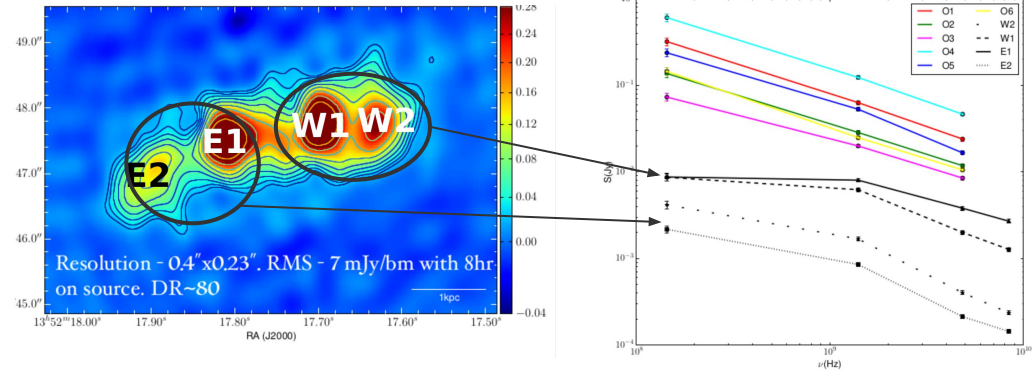 49.0″
48.0″
47.0″
46.0″
45.0″
E2
E1
W1
W2
Resolution - 0.4″x0.23″. RMS - 7 mJy/bm with 8hr
on source. DR~80
1kpc
13ʰ52ᵐ18.00ˢ
17.90ˢ
17.80ˢ
17.70ˢ
17.60ˢ
17.50ˢ
RA (J2000)
0.28
0.24
0.20
0.16
0.12
0.08
0.04
0.00
−0.04
O1
O2
O3
O4
O5
O6
W2
W1
E1
E2
S(Jy)
10⁻¹
10⁻³
10⁻⁴
10⁸
10⁹
10¹⁰
ν(Hz)